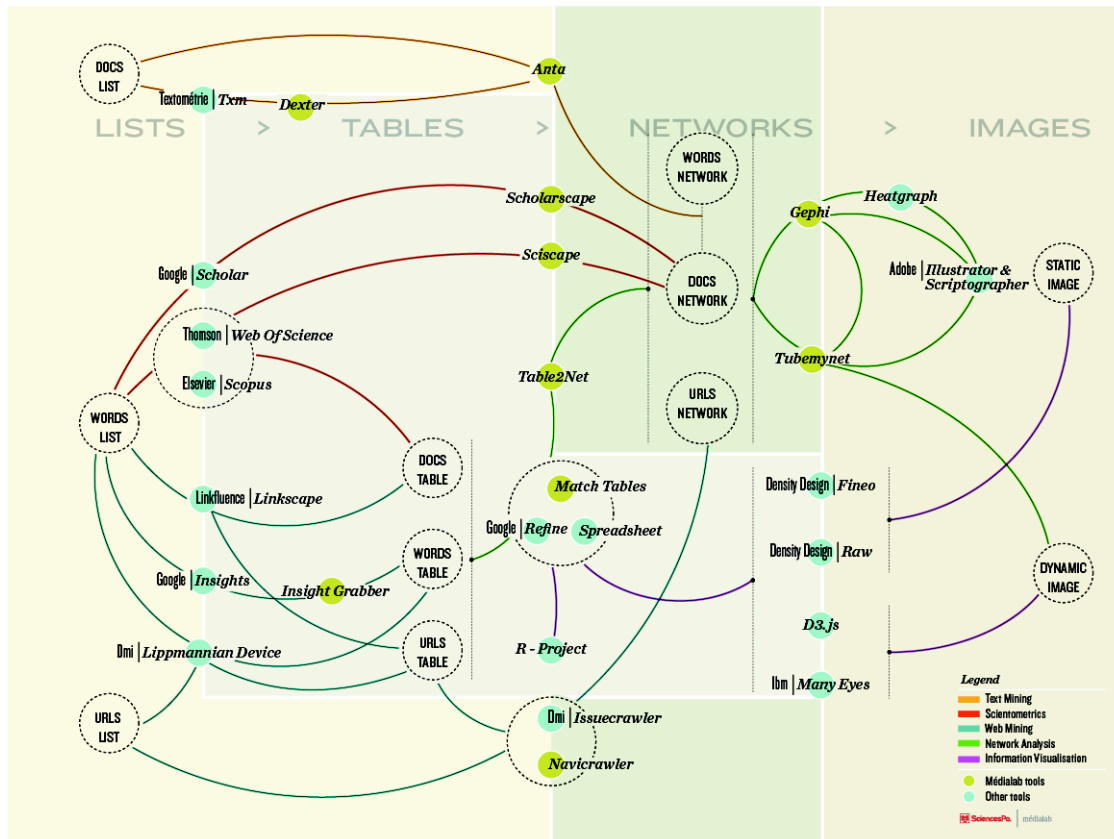 DOCS
LIST
Textométrie | Txm
Dexter
Anta
LISTS > TABLES > NETWORKS > IMAGES
WORDS
NETWORK
Scholarscape
Gephi
Heatgraph
Sciscape
Google | Scholar
DOCS
NETWORK
Adobe | Illustrator &
Scriptographer
STATIC
IMAGE
Thomson | Web Of Science
Elsevier | Scopus
Table2Net
Tubemynet
WORDS
LIST
URLS
NETWORK
DOCS
TABLE
Linkfluence | Linkscape
Match Tables
Google | Refine
Spreadsheet
Density Design | Fineo
Density Design | Raw
WORDS
TABLE
Google | Insights
Insight Grabber
DYNAMIC
IMAGE
Dmi | Lippmannian Device
URLS
TABLE
R - Project
D3.js
Ibm | Many Eyes
URLS
LIST
Dmi | Issuecrawler
Navicrawler
Legend
Text Mining
Scientometrics
Web Mining
Network Analysis
Information Visualisation
Médialab tools
Other tools
SciencesPo. | médialab